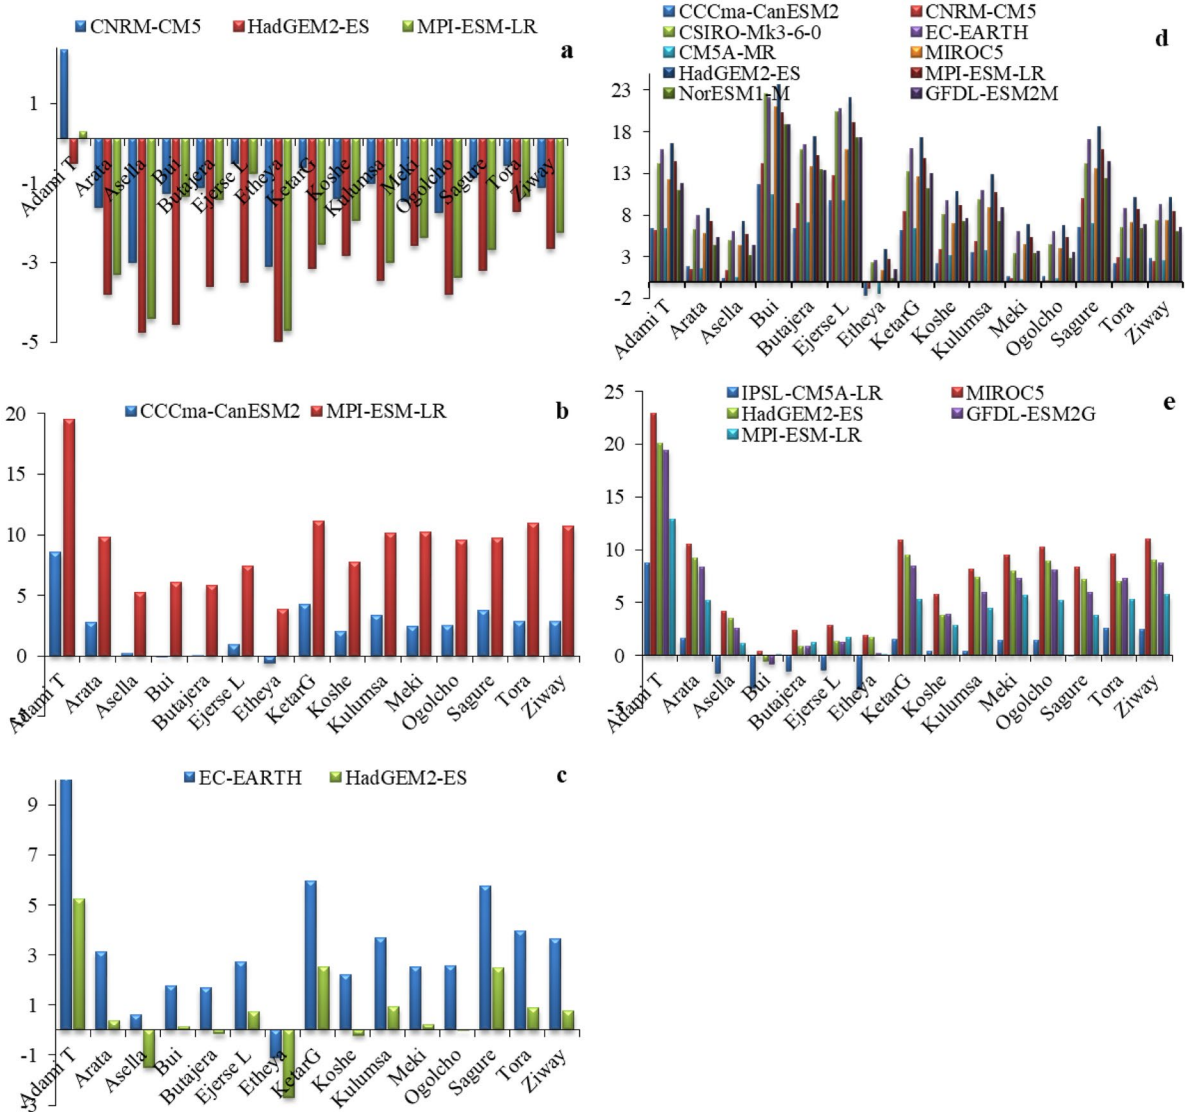 CNRM-CM5 HadGEM2-ES MPI-ESM-LR
a
1
-1
-3
-5
Adami T Arata Asella Bui Butajera Ejerse L Etheya KetarG Koshe Kulumsa Meki Ogolcho Sagure Tora Ziway
CCCma-CanESM2 MPI-ESM-LR
b
20
15
10
5
0
Adami T Arata Asella Bui Butajera Ejerse L Etheya KetarG Koshe Kulumsa Meki Ogolcho Sagure Tora Ziway
EC-EARTH HadGEM2-ES
c
9
7
5
3
1
-1
-3
Adami T Arata Asella Bui Butajera Ejerse L Etheya KetarG Koshe Kulumsa Meki Ogolcho Sagure Tora Ziway
CCCma-CanESM2 CNRM-CM5
CSIRO-Mk3-6-0 EC-EARTH
CM5A-MR MIROC5
HadGEM2-ES MPI-ESM-LR
NorESM1-M GFDL-ESM2M
d
23
18
13
8
3
-2
Adami T Arata Asella Bui Butajera Ejerse L Etheya KetarG Koshe Kulumsa Meki Ogolcho Sagure Tora Ziway
IPSL-CM5A-LR MIROC5
HadGEM2-ES GFDL-ESM2G
MPI-ESM-LR
e
25
20
15
10
5
0
-5
Adami T Arata Asella Bui Butajera Ejerse L Etheya KetarG Koshe Kulumsa Meki Ogolcho Sagure Tora Ziway